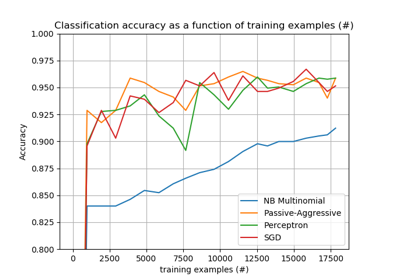 Classification accuracy as a function of training examples (#)
1.000
0.975
0.950
0.925
0.900
0.875
0.850
0.825
0.800
Accuracy
NB Multinomial
Passive-Aggressive
Perceptron
SGD
0 2500 5000 7500 10000 12500 15000 17500
training examples (#)